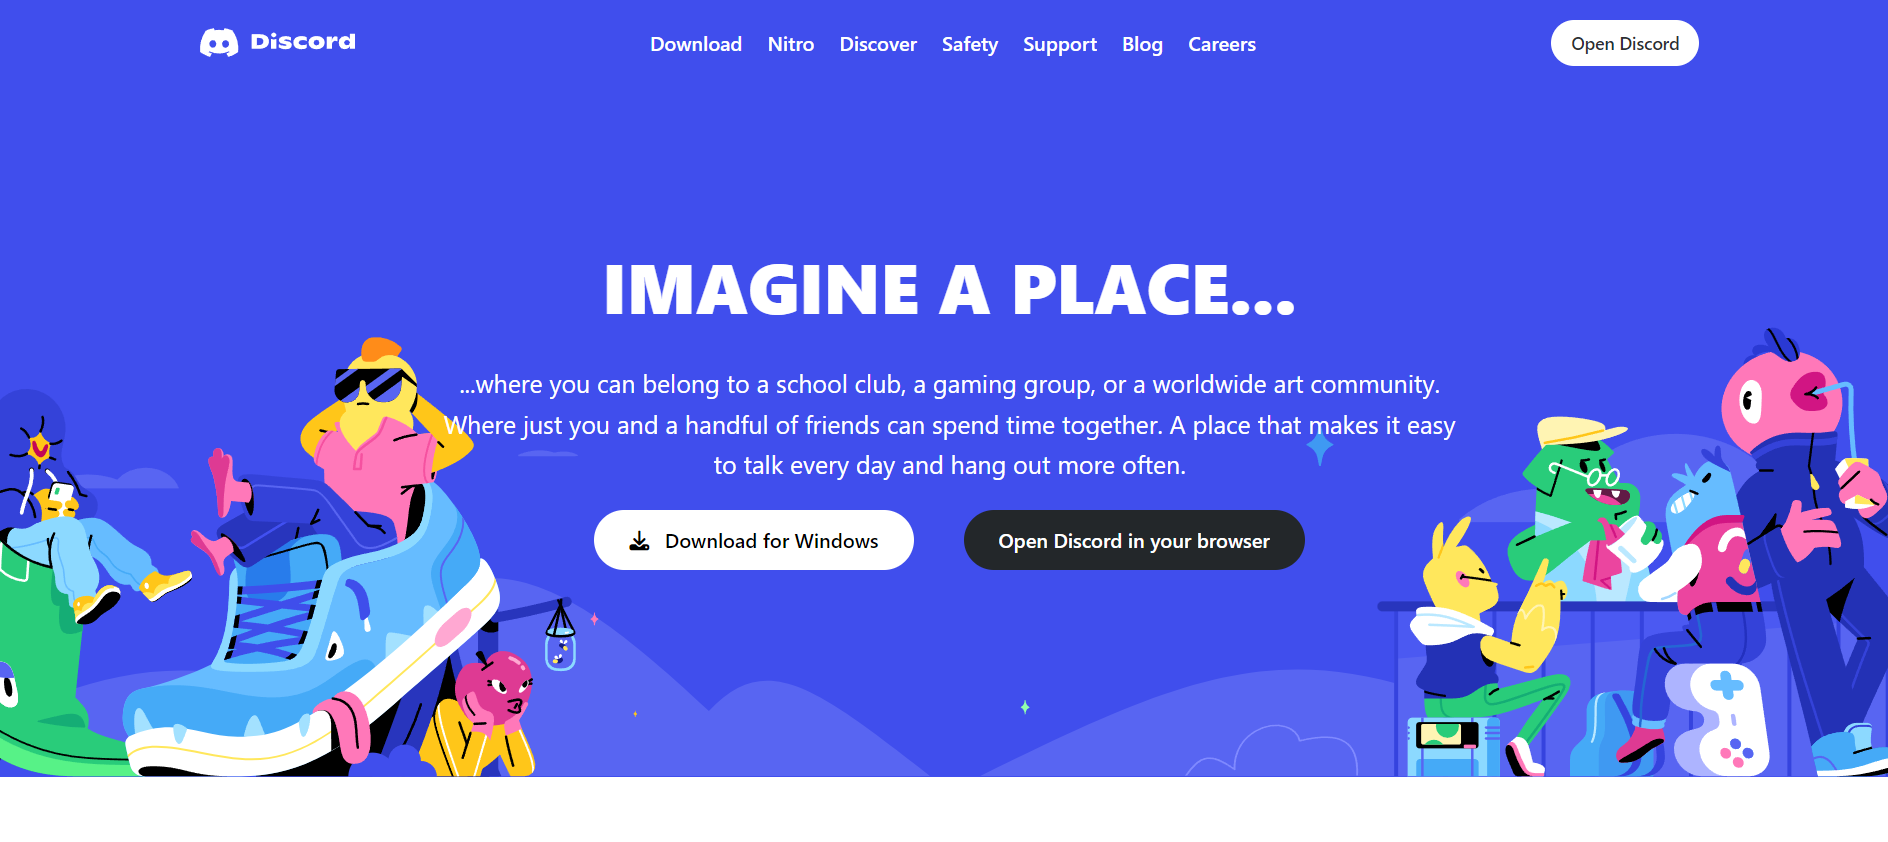 Discord
Download Nitro Discover Safety Support Blog Careers
Open Discord
IMAGINE A PLACE...
...where you can belong to a school club, a gaming group, or a worldwide art community.
Where just you and a handful of friends can spend time together. A place that makes it easy
to talk every day and hang out more often.
Download for Windows
Open Discord in your browser